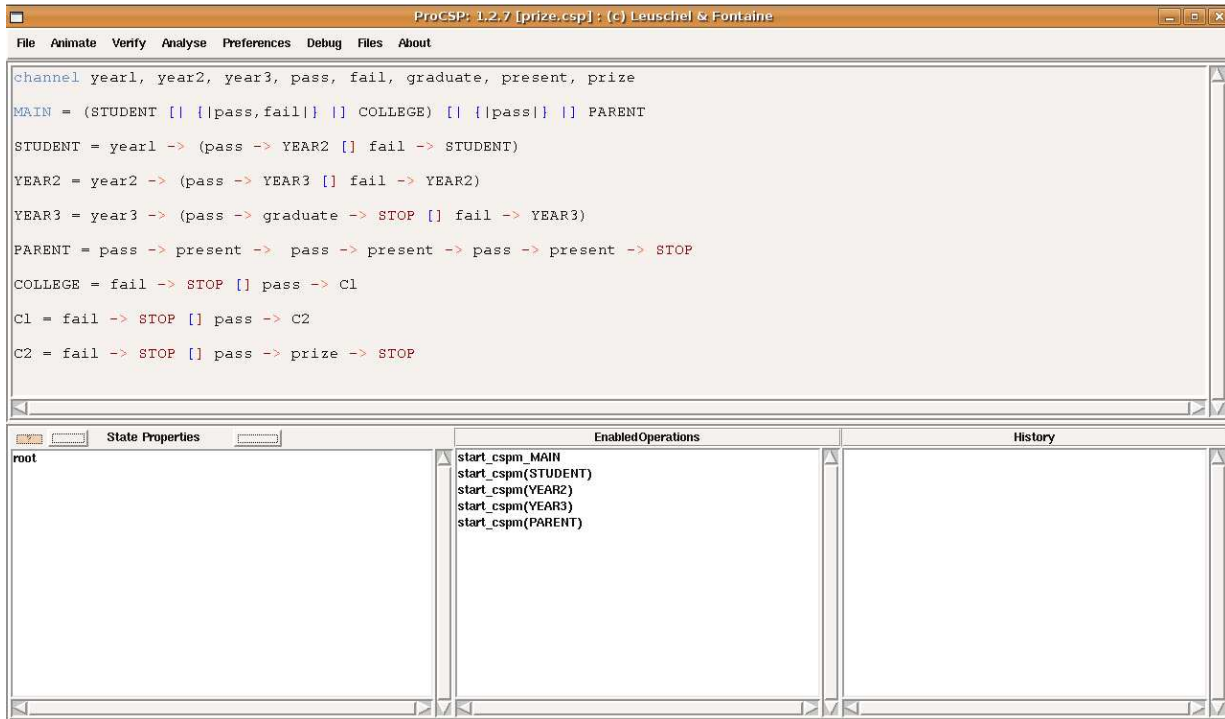 ProCSP: 1.2.7 [prize.csp] : (c) Leuschel & Fontaine
File Animate Verify Analyse Preferences Debug Files About
channel year1, year2, year3, pass, fail, graduate, present, prize
MAIN = (STUDENT [| {|pass,fail|} |] COLLEGE) [| {|pass|} |] PARENT
STUDENT = year1 -> (pass -> YEAR2 [] fail -> STUDENT)
YEAR2 = year2 -> (pass -> YEAR3 [] fail -> YEAR2)
YEAR3 = year3 -> (pass -> graduate -> STOP [] fail -> YEAR3)
PARENT = pass -> present -> pass -> present -> pass -> present -> STOP
COLLEGE = fail -> STOP [] pass -> C1
C1 = fail -> STOP [] pass -> C2
C2 = fail -> STOP [] pass -> prize -> STOP
State Properties
EnabledOperations
History
root
start_cspm_MAIN
start_cspm(STUDENT)
start_cspm(YEAR2)
start_cspm(YEAR3)
start_cspm(PARENT)